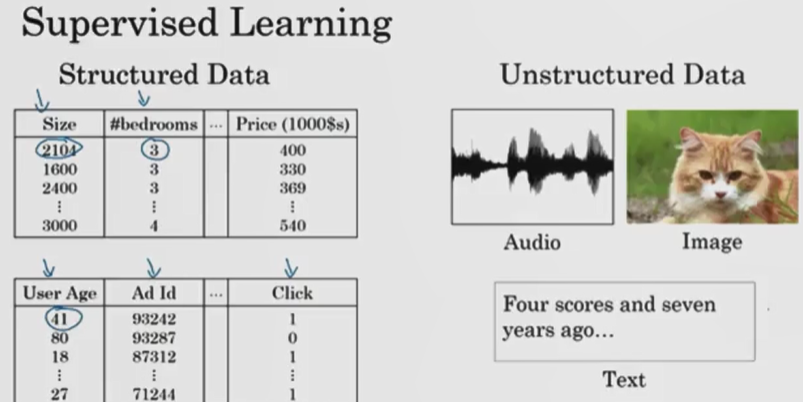 Supervised Learning
Structured Data
Size #bedrooms ... Price (1000$s)
2104 3 400
1600 3 330
2400 3 369
⋮ ⋮ ⋮
3000 4 540
User Age Ad Id ... Click
41 93242 1
80 93287 0
18 87312 1
⋮ ⋮ ⋮
27 71244 1
Unstructured Data
Audio Image
Four scores and seven
years ago...
Text